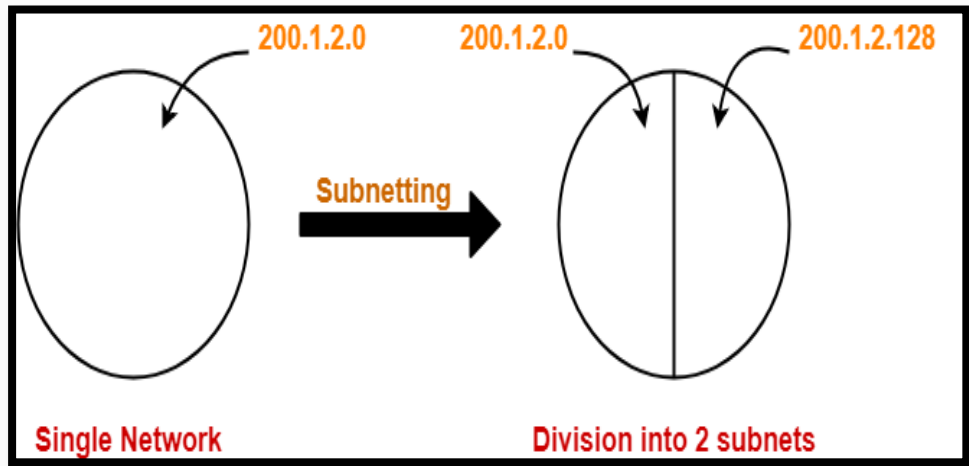 200.1.2.0
200.1.2.0
200.1.2.128
Subnetting
Single Network
Division into 2 subnets